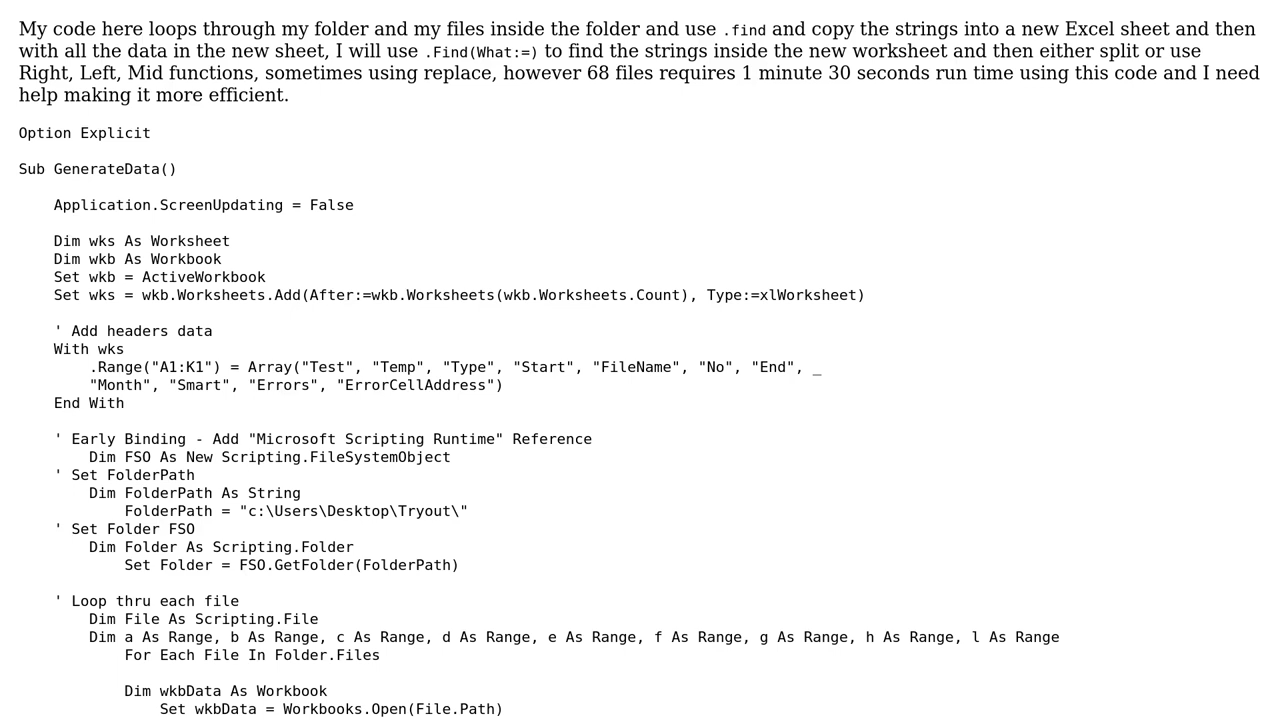 My code here loops through my folder and my files inside the folder and use .find and copy the strings into a new Excel sheet and then
with all the data in the new sheet, I will use .Find(What:=) to find the strings inside the new worksheet and then either split or use
Right, Left, Mid functions, sometimes using replace, however 68 files requires 1 minute 30 seconds run time using this code and I need
help making it more efficient.
Option Explicit
Sub GenerateData()
Application.ScreenUpdating = False
Dim wks As Worksheet
Dim wkb As Workbook
Set wkb = ActiveWorkbook
Set wks = wkb.Worksheets.Add(After:=wkb.Worksheets(wkb.Worksheets.Count), Type:=xlWorksheet)
' Add headers data
With wks
.Range("A1:K1") = Array("Test", "Temp", "Type", "Start", "FileName", "No", "End", _
"Month", "Smart", "Errors", "ErrorCellAddress")
End With
' Early Binding - Add "Microsoft Scripting Runtime" Reference
Dim FSO As New Scripting.FileSystemObject
' Set FolderPath
Dim FolderPath As String
FolderPath = "c:\Users\Desktop\Tryout\"
' Set Folder FSO
Dim Folder As Scripting.Folder
Set Folder = FSO.GetFolder(FolderPath)
' Loop thru each file
Dim File As Scripting.File
Dim a As Range, b As Range, c As Range, d As Range, e As Range, f As Range, g As Range, h As Range, l As Range
For Each File In Folder.Files
Dim wkbData As Workbook
Set wkbData = Workbooks.Open(File.Path)